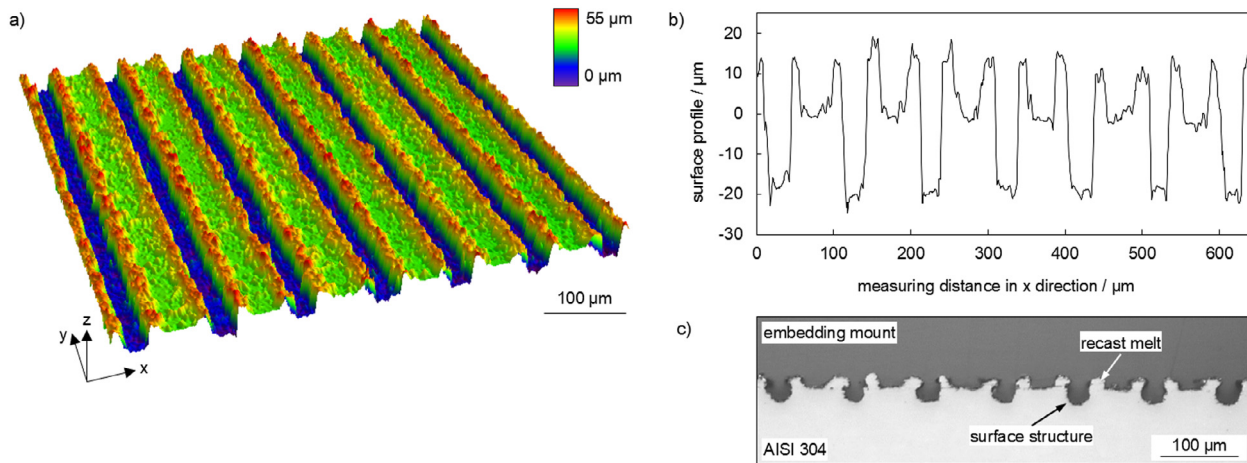 a)
55 µm
0 µm
100 µm
z
y
x
b)
surface profile / µm
20
10
0
-10
-20
-30
0
100
200
300
400
500
600
measuring distance in x direction / µm
c)
embedding mount
recast melt
surface structure
AISI 304
100 µm